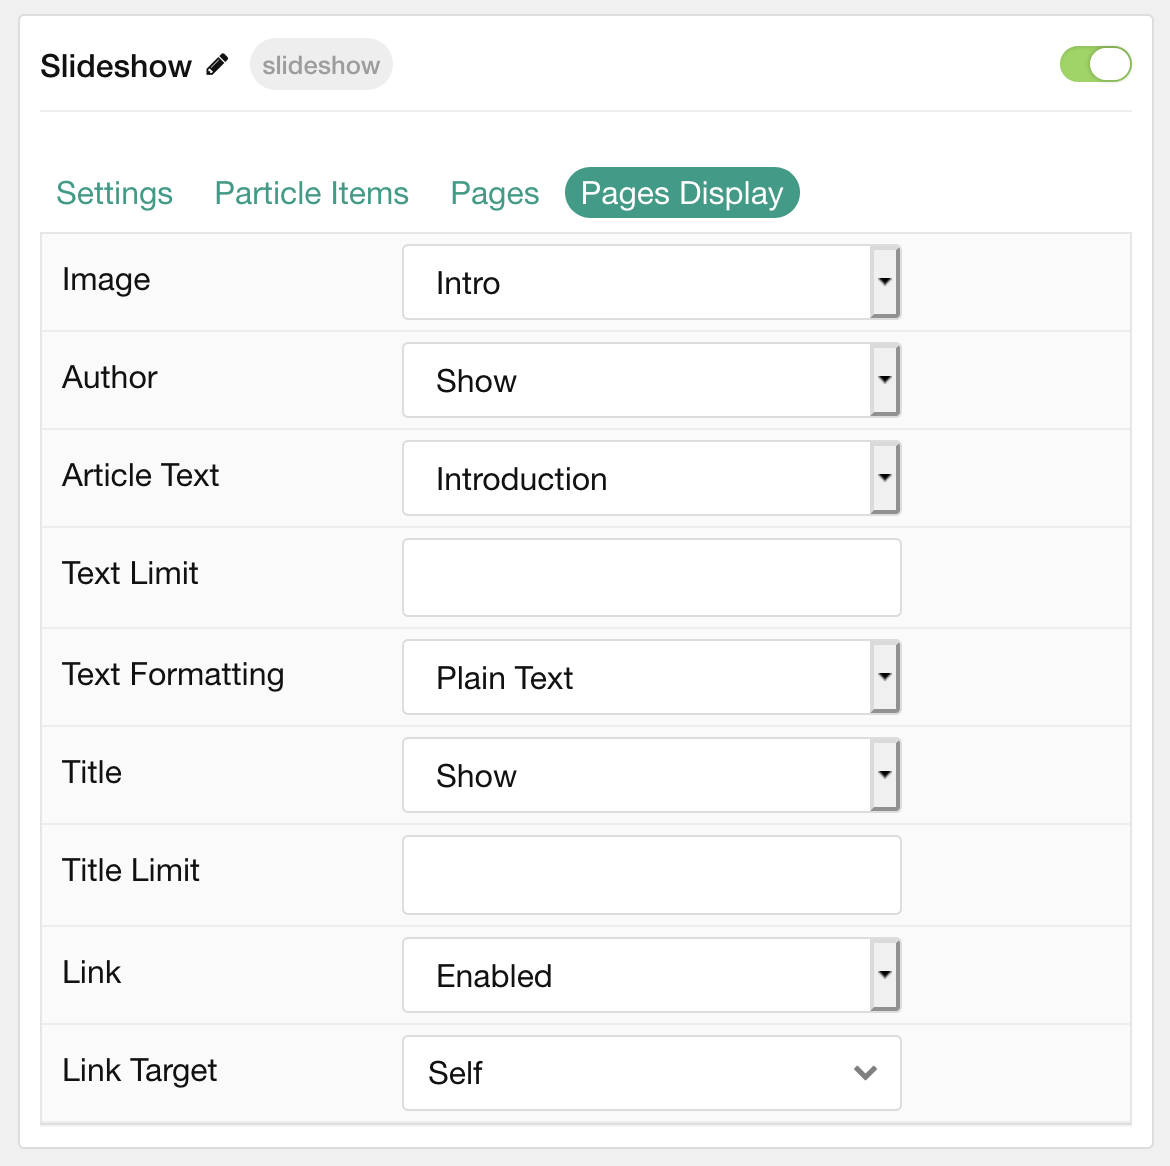 Slideshow slideshow
Settings Particle Items Pages Pages Display
Image Intro
Author Show
Article Text Introduction
Text Limit
Text Formatting Plain Text
Title Show
Title Limit
Link Enabled
Link Target Self